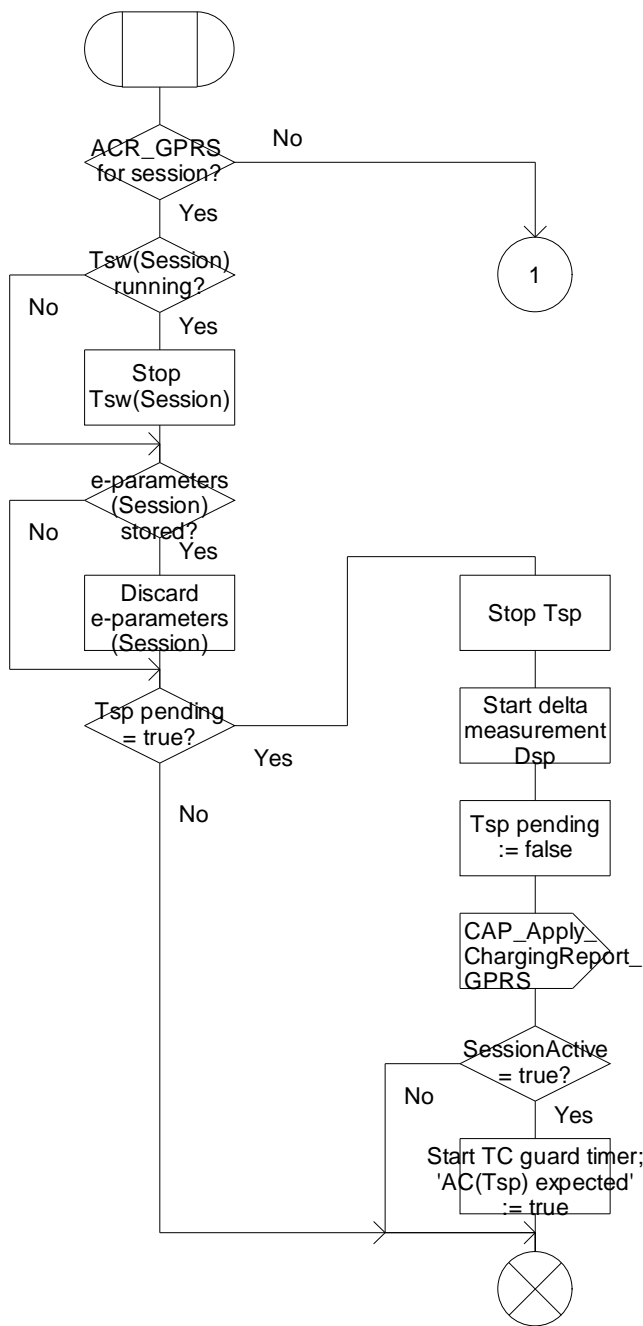 ACR_GPRS
for session?
No
Yes
1
Tsw(Session)
running?
No
Yes
Stop
Tsw(Session)
e-parameters
(Session)
stored?
No
Yes
Discard
e-parameters
(Session)
Tsp pending
= true?
Yes
No
Stop Tsp
Start delta
measurement
Dsp
Tsp pending
:= false
CAP_Apply_
ChargingReport_
GPRS
SessionActive
= true?
No
Yes
Start TC guard timer;
'AC(Tsp) expected'
:= true